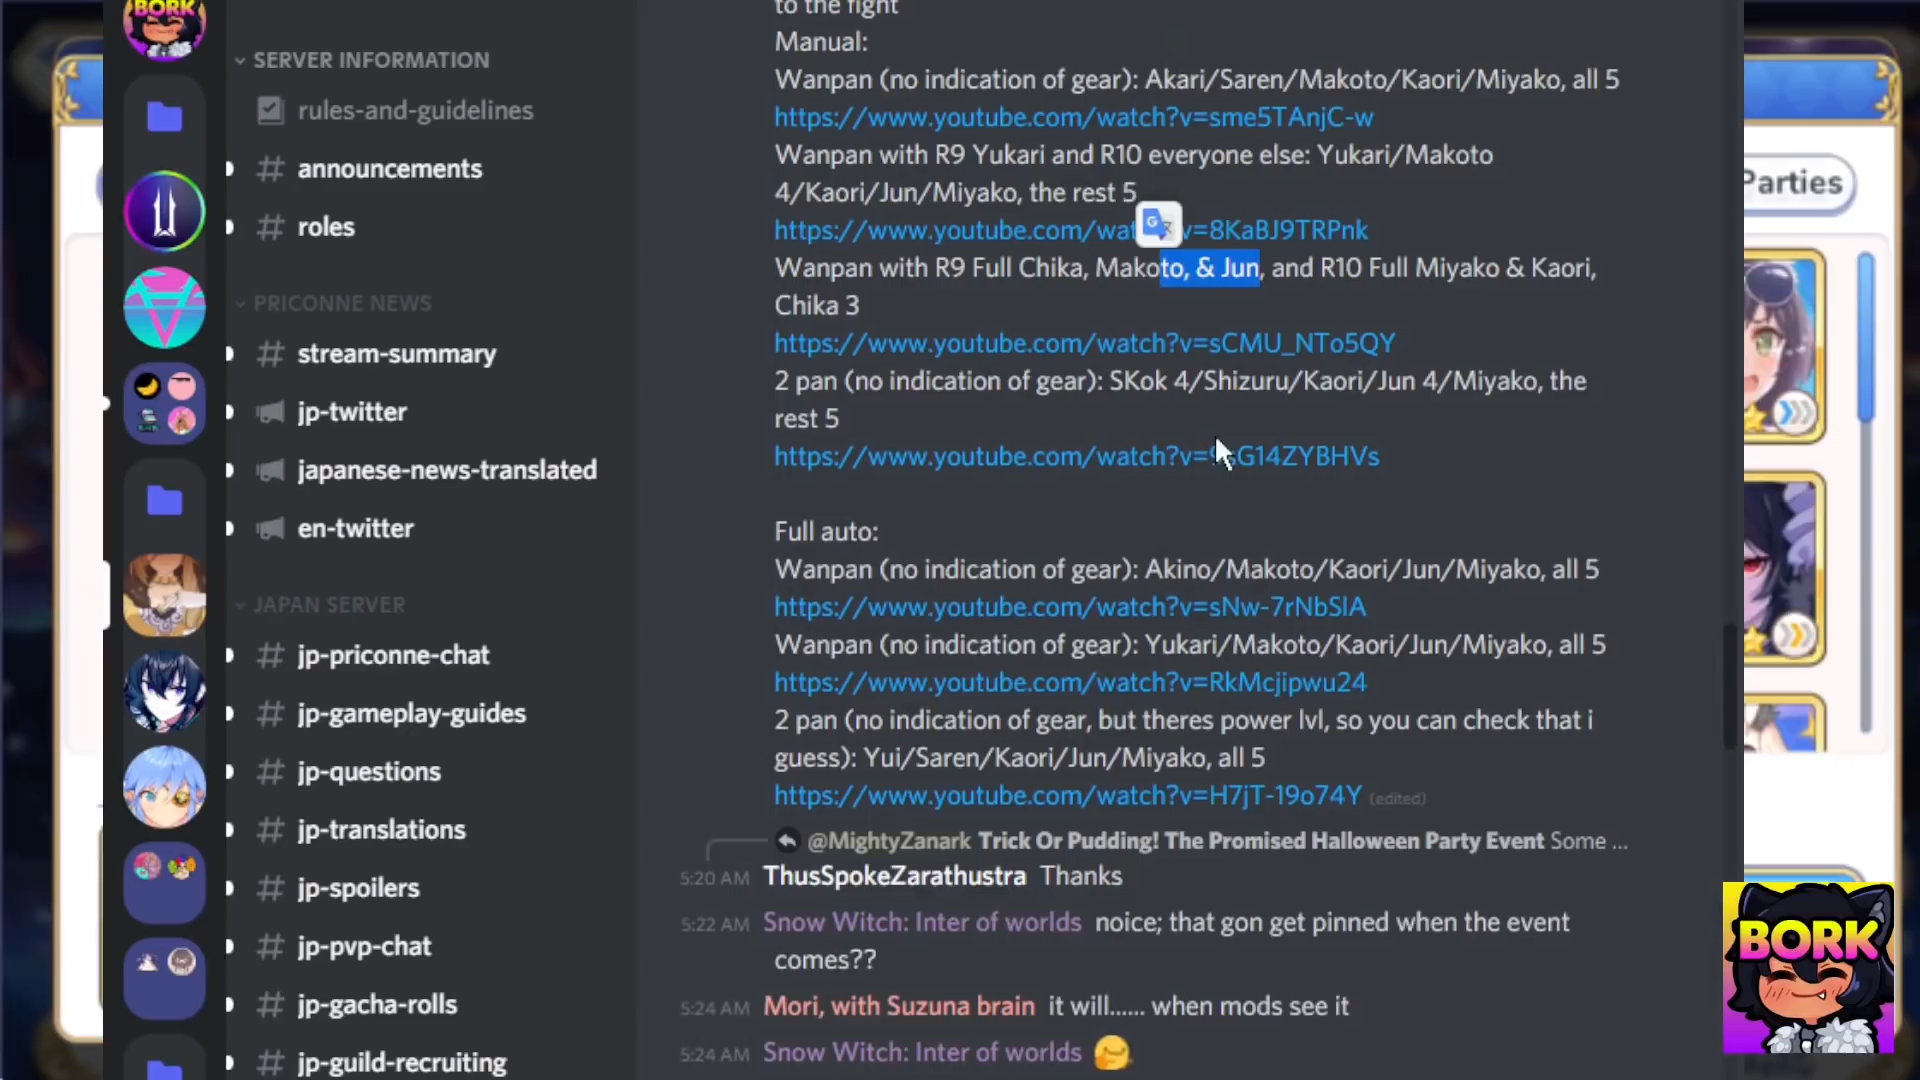 BORK
SERVER INFORMATION
rules-and-guidelines
announcements
roles
PRICONNE NEWS
stream-summary
jp-twitter
japanese-news-translated
en-twitter
JAPAN SERVER
jp-priconne-chat
jp-gameplay-guides
jp-questions
jp-translations
jp-spoilers
jp-pvp-chat
jp-gacha-rolls
jp-guild-recruiting
to the fight
Manual:
Wanpan (no indication of gear): Akari/Saren/Makoto/Kaori/Miyako, all 5
https://www.youtube.com/watch?v=sme5TAnjC-w
Wanpan with R9 Yukari and R10 everyone else: Yukari/Makoto
4/Kaori/Jun/Miyako, the rest 5
https://www.youtube.com/wat v=8KaBJ9TRPnk
Wanpan with R9 Full Chika, Makoto, & Jun, and R10 Full Miyako & Kaori,
Chika 3
https://www.youtube.com/watch?v=sCMU_NTo5QY
2 pan (no indication of gear): SKok 4/Shizuru/Kaori/Jun 4/Miyako, the
rest 5
https://www.youtube.com/watch?v= G14ZYBHVs
Full auto:
Wanpan (no indication of gear): Akino/Makoto/Kaori/Jun/Miyako, all 5
https://www.youtube.com/watch?v=sNw-7rNbSlA
Wanpan (no indication of gear): Yukari/Makoto/Kaori/Jun/Miyako, all 5
https://www.youtube.com/watch?v=RkMcjipwu24
2 pan (no indication of gear, but theres power lvl, so you can check that i
guess): Yui/Saren/Kaori/Jun/Miyako, all 5
https://www.youtube.com/watch?v=H7jT-19o74Y (edited)
@MightyZanark Trick Or Pudding! The Promised Halloween Party Event Some ...
5:20 AM ThusSpokeZarathustra Thanks
5:22 AM Snow Witch: Inter of worlds noice; that gon get pinned when the event
comes??
5:24 AM Mori, with Suzuna brain it will...... when mods see it
5:24 AM Snow Witch: Inter of worlds
Parties
BORK